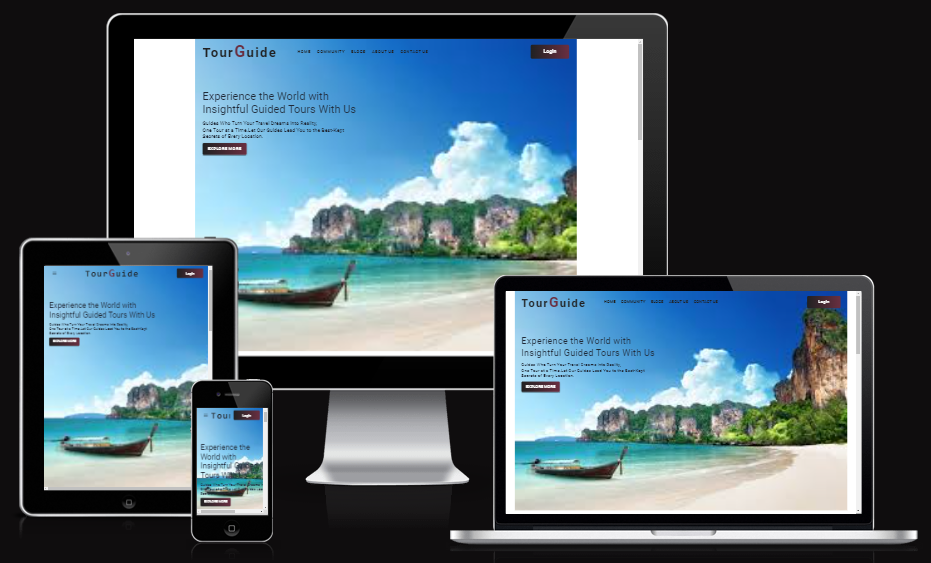 TourGuide
HOME COMMUNITY BLOGS ABOUT US CONTACT US
Login
Experience the World with
Insightful Guided Tours With Us
Guides Who Turn Your Travel Dreams Into Reality,
One Tour at a Time.Let Our Guides Lead You to the Best-Kept
Secrets of Every Location.
EXPLORE MORE
TourGuide
Login
Experience the World with
Insightful Guided Tours With Us
Guides Who Turn Your Travel Dreams Into Reality,
One Tour at a Time.Let Our Guides Lead You to the Best-Kept
Secrets of Every Location.
EXPLORE MORE
Tour
Login
Experience the
World with
Insightful Guided
Tours With Us
EXPLORE MORE
TourGuide
HOME COMMUNITY BLOGS ABOUT US CONTACT US
Login
Experience the World with
Insightful Guided Tours With Us
Guides Who Turn Your Travel Dreams Into Reality,
One Tour at a Time.Let Our Guides Lead You to the Best-Kept
Secrets of Every Location.
EXPLORE MORE